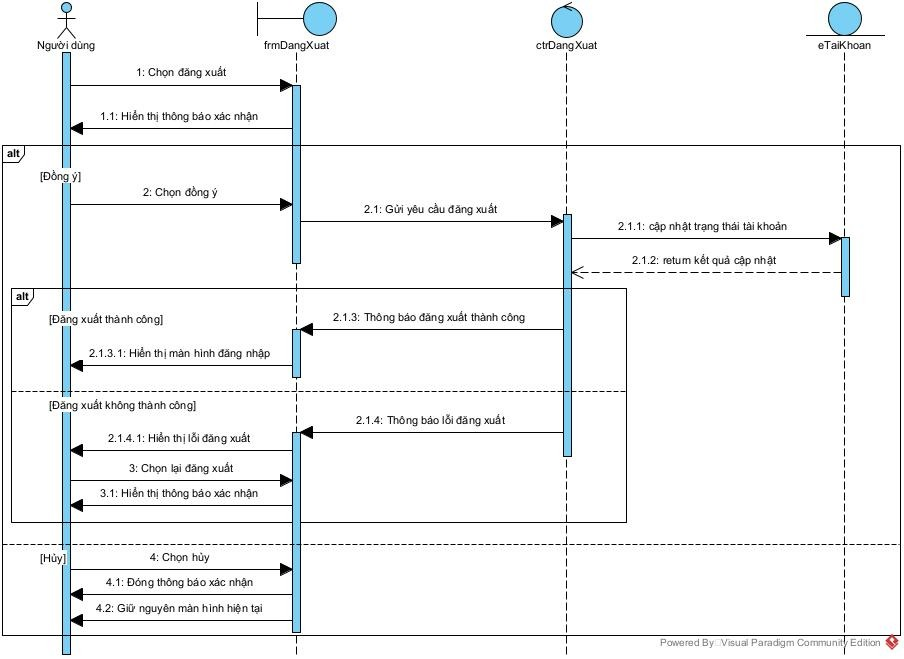 Người dùng
frmDangXuat
ctrDangXuat
eTaiKhoan
1: Chọn đăng xuất
1.1: Hiển thị thông báo xác nhận
alt
[Đồng ý]
2: Chọn đồng ý
2.1: Gửi yêu cầu đăng xuất
2.1.1: cập nhật trạng thái tài khoản
2.1.2: return kết quả cập nhật
alt
[Đăng xuất thành công]
2.1.3: Thông báo đăng xuất thành công
2.1.3.1: Hiển thị màn hình đăng nhập
[Đăng xuất không thành công]
2.1.4: Thông báo lỗi đăng xuất
2.1.4.1: Hiển thị lỗi đăng xuất
3: Chọn lại đăng xuất
3.1: Hiển thị thông báo xác nhận
[Hủy]
4: Chọn hủy
4.1: Đóng thông báo xác nhận
4.2: Giữ nguyên màn hình hiện tại
Powered By Visual Paradigm Community Edition